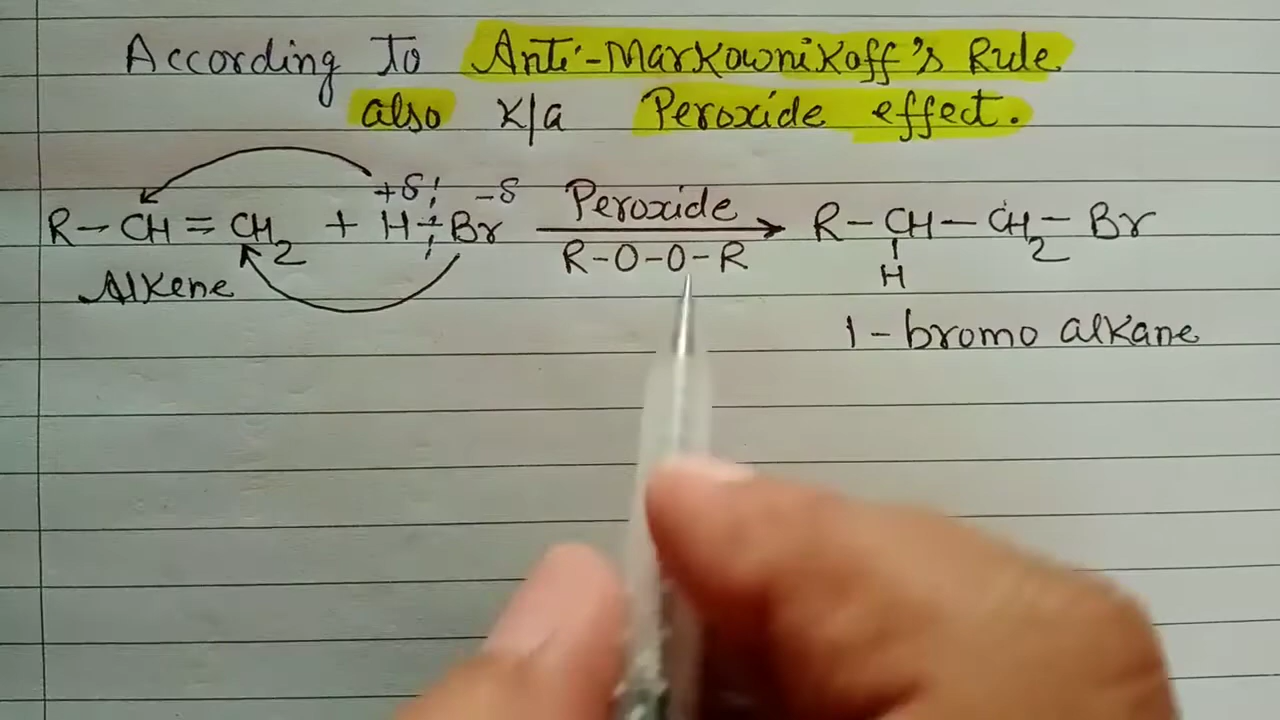 According To Anti-Markownikoff's Rule
also K/a Peroxide effect.
+δ -δ
R-CH=CH2 + H-Br Peroxide R-CH-CH2-Br
R-O-O-R H
Alkene
1-bromo alkane